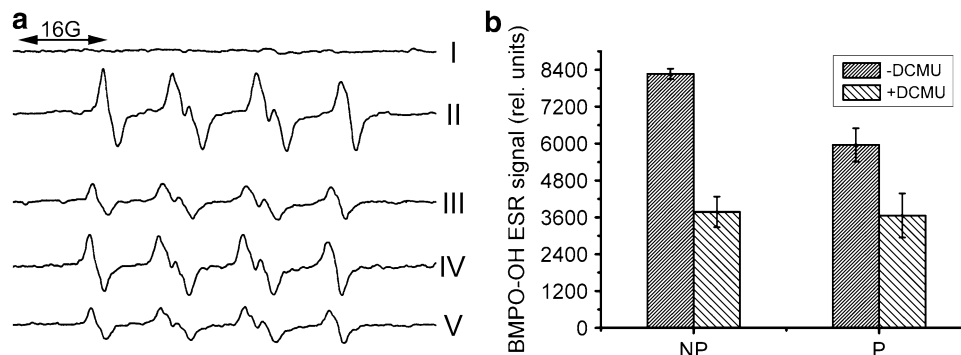 a
16G
I
II
III
IV
V
b
BMPO-OH ESR signal (rel. units)
8400
7200
6000
4800
3600
2400
1200
0
-DCMU
+DCMU
NP
P